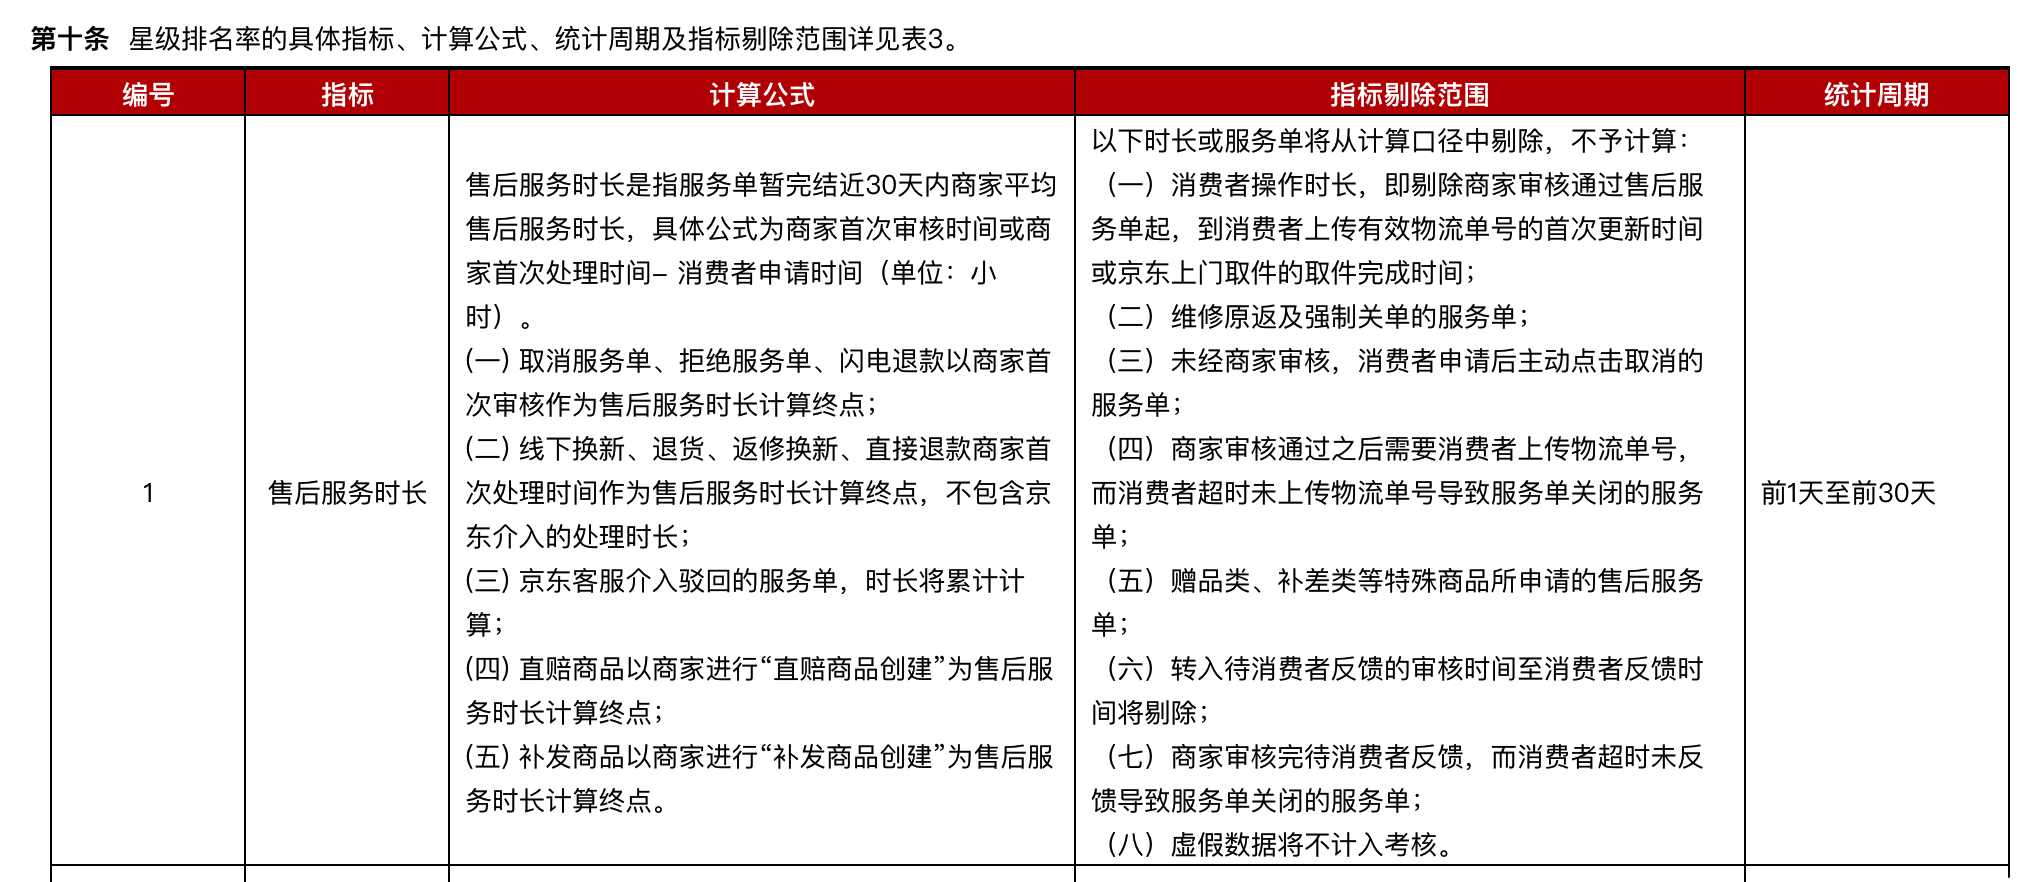 第十条 星级排名率的具体指标、计算公式、统计周期及指标剔除范围详见表3。
编号 指标 计算公式 指标剔除范围 统计周期
1
售后服务时长
售后服务时长是指服务单暂完结近30天内商家平均
售后服务时长，具体公式为商家首次审核时间或商
家首次处理时间– 消费者申请时间（单位：小
时）。
(一) 取消服务单、拒绝服务单、闪电退款以商家首
次审核作为售后服务时长计算终点；
(二) 线下换新、退货、返修换新、直接退款商家首
次处理时间作为售后服务时长计算终点，不包含京
东介入的处理时长；
(三) 京东客服介入驳回的服务单，时长将累计计
算；
(四) 直赔商品以商家进行“直赔商品创建”为售后服
务时长计算终点；
(五) 补发商品以商家进行“补发商品创建”为售后服
务时长计算终点。
以下时长或服务单将从计算口径中剔除，不予计算：
（一）消费者操作时长，即剔除商家审核通过售后服
务单起，到消费者上传有效物流单号的首次更新时间
或京东上门取件的取件完成时间；
（二）维修原返及强制关单的服务单；
（三）未经商家审核，消费者申请后主动点击取消的
服务单；
（四）商家审核通过之后需要消费者上传物流单号，
而消费者超时未上传物流单号导致服务单关闭的服务
单；
（五）赠品类、补差类等特殊商品所申请的售后服务
单；
（六）转入待消费者反馈的审核时间至消费者反馈时
间将剔除；
（七）商家审核完待消费者反馈，而消费者超时未反
馈导致服务单关闭的服务单；
（八）虚假数据将不计入考核。
前1天至前30天